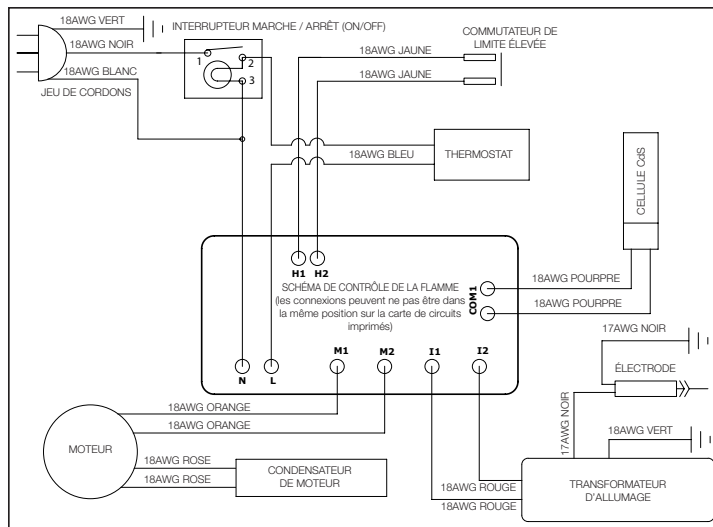 18AWG VERT
INTERRUPTEUR MARCHE / ARRÊT (ON/OFF)
COMMUTATEUR DE
LIMITE ÉLEVÉE
18AWG NOIR
18AWG JAUNE
1
2
3
18AWG BLANC
18AWG JAUNE
JEU DE CORDONS
18AWG BLEU
THERMOSTAT
CELLULE CdS
H1
H2
SCHÉMA DE CONTRÔLE DE LA FLAMME
(les connexions peuvent ne pas être dans
la même position sur la carte de circuits
imprimés)
COM1
18AWG POURPRE
18AWG POURPRE
N
L
M1
M2
I1
I2
17AWG NOIR
ÉLECTRODE
17AWG NOIR
18AWG VERT
18AWG ORANGE
18AWG ORANGE
MOTEUR
18AWG ROSE
18AWG ROSE
CONDENSATEUR
DE MOTEUR
18AWG ROUGE
18AWG ROUGE
TRANSFORMATEUR
D'ALLUMAGE